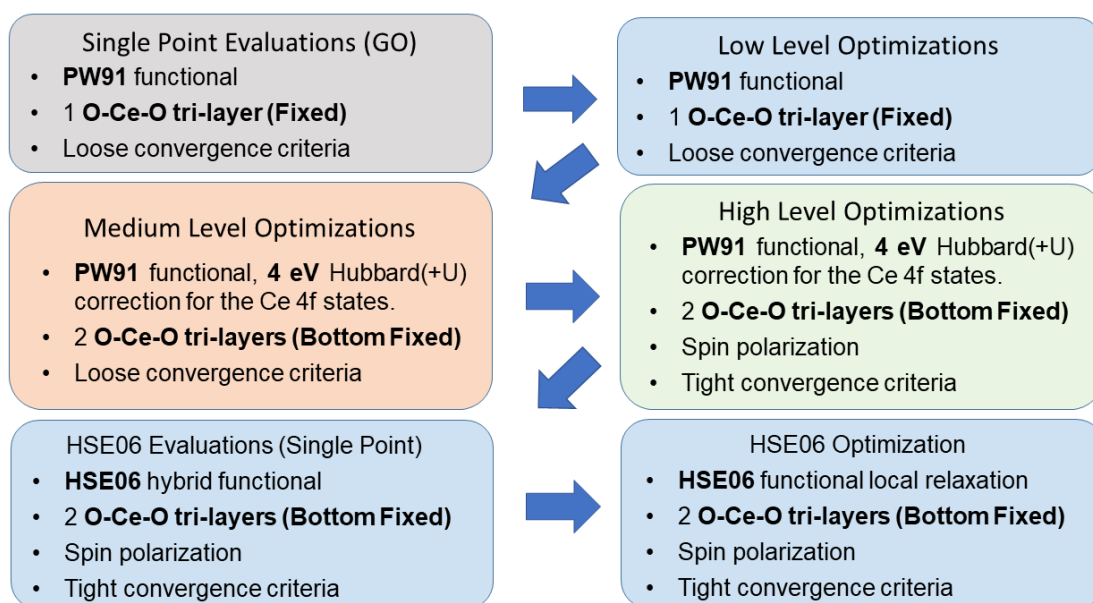 Single Point Evaluations (GO)
• PW91 functional
• 1 O-Ce-O tri-layer (Fixed)
• Loose convergence criteria
Low Level Optimizations
• PW91 functional
• 1 O-Ce-O tri-layer (Fixed)
• Loose convergence criteria
Medium Level Optimizations
• PW91 functional, 4 eV Hubbard(+U)
correction for the Ce 4f states.
• 2 O-Ce-O tri-layers (Bottom Fixed)
• Loose convergence criteria
High Level Optimizations
• PW91 functional, 4 eV Hubbard(+U)
correction for the Ce 4f states.
• 2 O-Ce-O tri-layers (Bottom Fixed)
• Spin polarization
• Tight convergence criteria
HSE06 Evaluations (Single Point)
• HSE06 hybrid functional
• 2 O-Ce-O tri-layers (Bottom Fixed)
• Spin polarization
• Tight convergence criteria
HSE06 Optimization
• HSE06 functional local relaxation
• 2 O-Ce-O tri-layers (Bottom Fixed)
• Spin polarization
• Tight convergence criteria